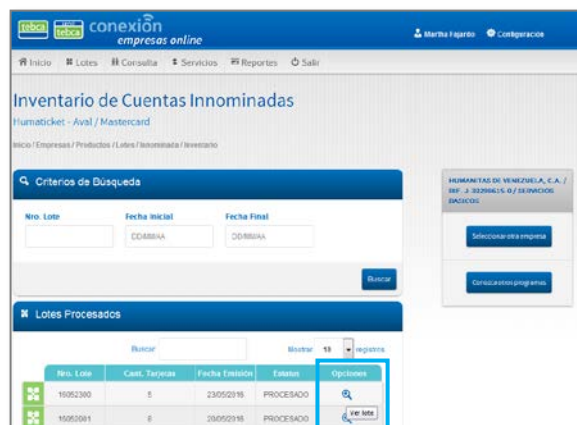 tebca tebca conexión
empresas online
Martha Fajardo Configuración
Inicio Lotes Consulta Servicios Reportes Salir
Inventario de Cuentas Innominadas
Humaticket - Aval / Mastercard
Inicio / Empresas / Productos / Lotes / Innominada / Inventario
Criterios de Búsqueda
Nro. Lote Fecha Inicial Fecha Final
DD/MM/AA DD/MM/AA
Buscar
HUMANITAS DE VENEZUELA, C.A. /
RIF. / SERVICIOS
BASICOS
Seleccionar otra empresa
Conozca otros programas
Lotes Procesados
Buscar Mostrar 10 registros
Nro. Lote Cant. Tarjetas Fecha Emisión Estatus Opciones
16052300 5 23/05/2016 PROCESADO
Ver lote
PROCESADO